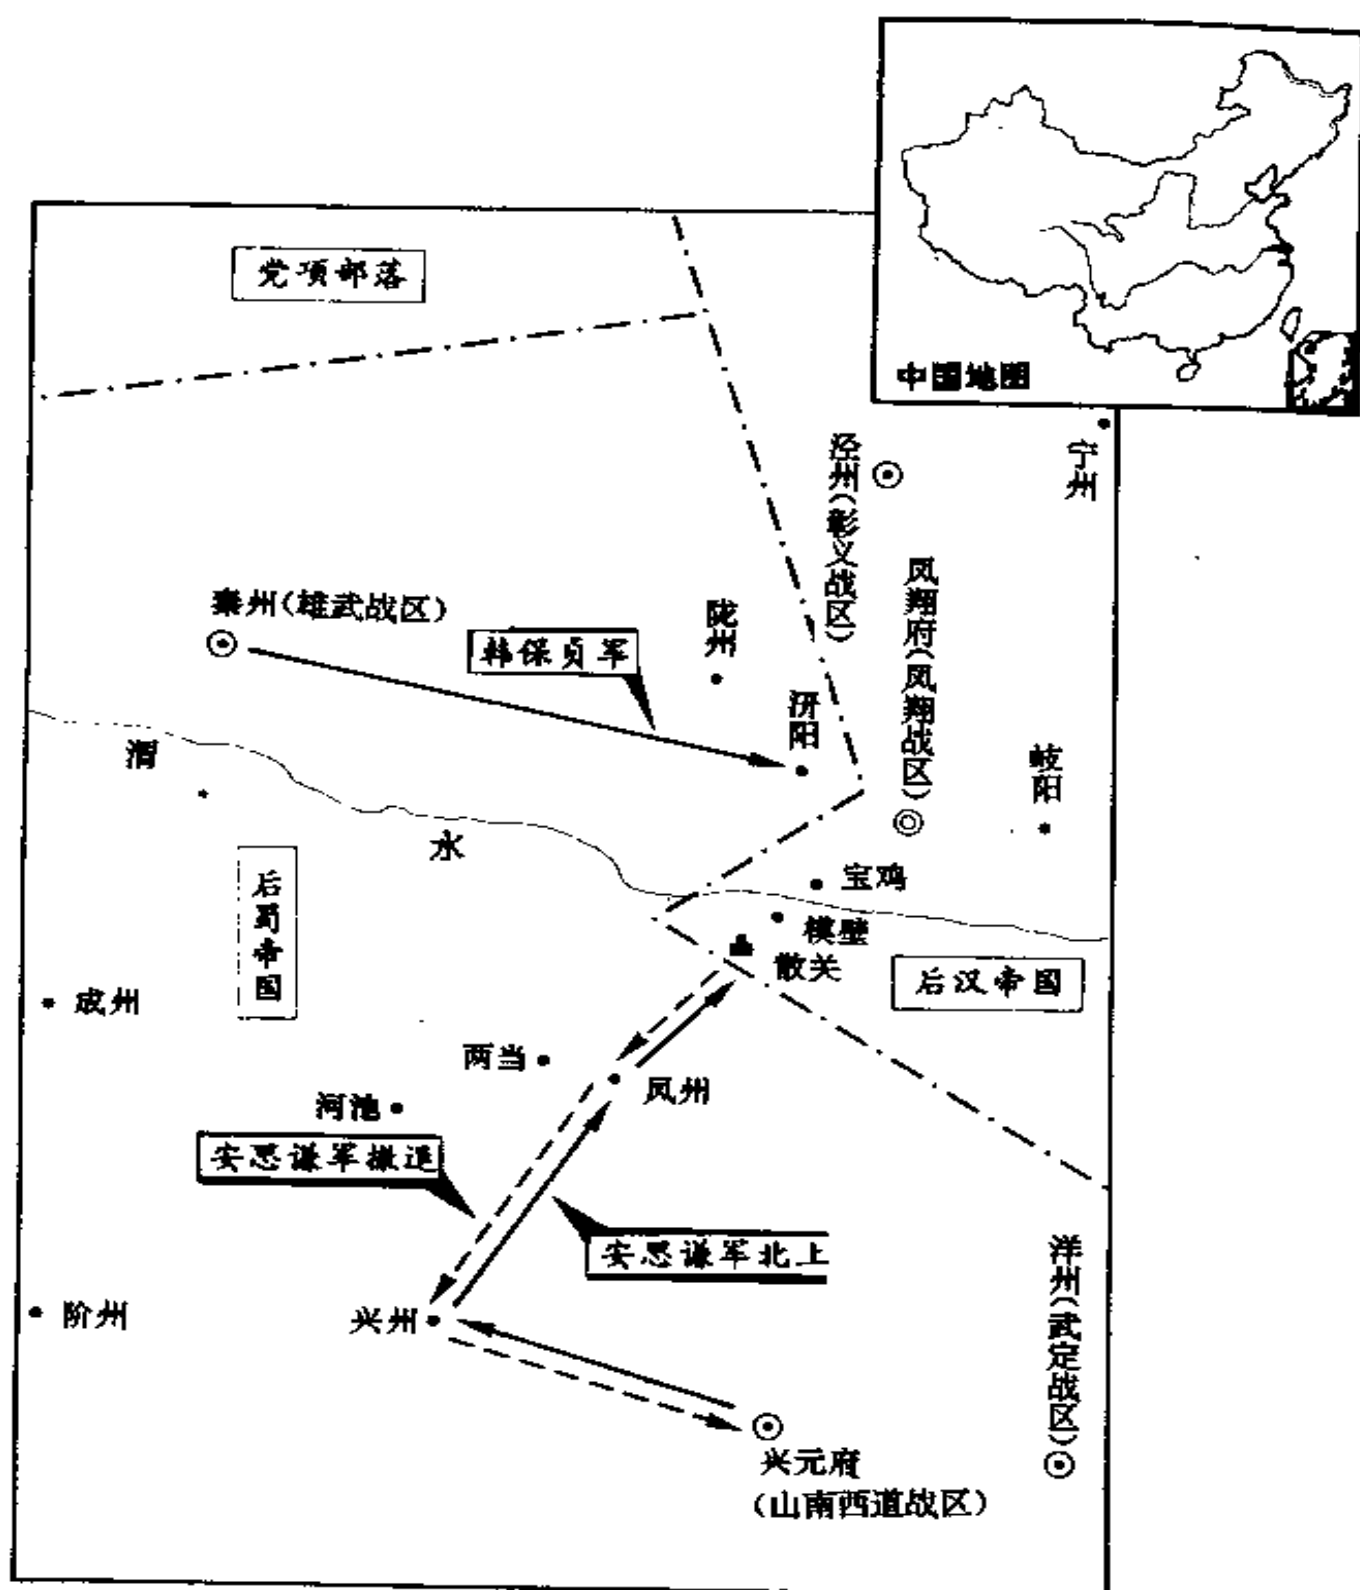 中国地图
党项部落
宁州
泾州(彰义战区)
凤翔府(凤翔战区)
秦州(雄武战区)
韩保贞军
陇州
汧阳
岐阳
渭
水
宝鸡
模壁
散关
后蜀帝国
后汉帝国
成州
两当
凤州
河池
安思谦军撤退
安思谦军北上
洋州(武定战区)
阶州
兴州
兴元府
(山南西道战区)